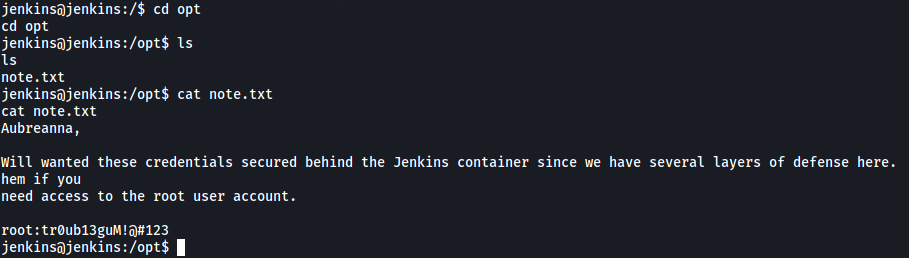 jenkins@jenkins:/$ cd opt
cd opt
jenkins@jenkins:/opt$ ls
ls
note.txt
jenkins@jenkins:/opt$ cat note.txt
cat note.txt
Aubreanna,
Will wanted these credentials secured behind the Jenkins container since we have several layers of defense here.
hem if you
need access to the root user account.
root:tr0ub13guM!@#123
jenkins@jenkins:/opt$